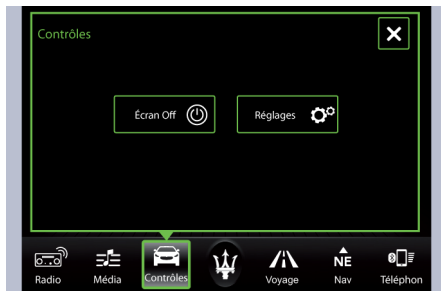 Contrôles
Écran Off
Réglages
NE
Radio
Média
Contrôles
Voyage
Nav
Téléphon